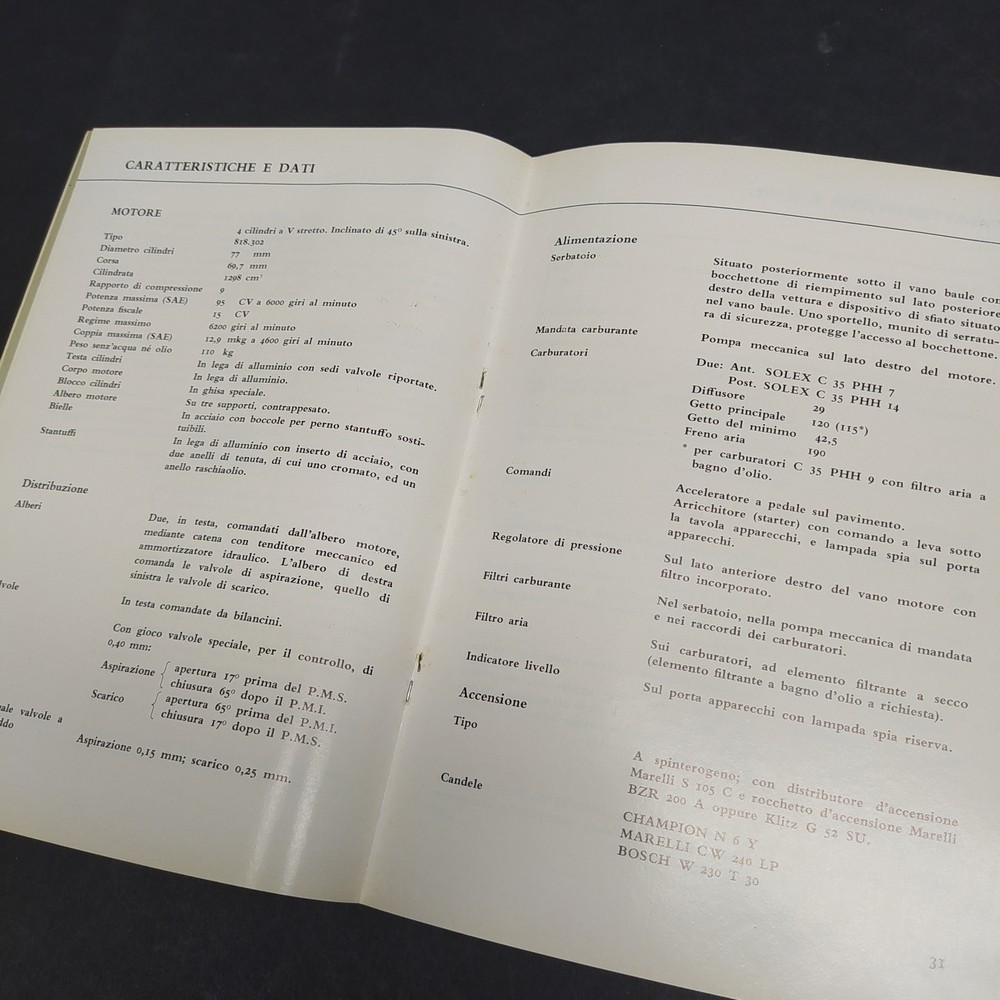 CARATTERISTICHE E DATI
MOTORE
Tipo 4 cilindri a V stretto. Inclinato di 45° sulla sinistra.
818.302
Diametro cilindri 77 mm
Corsa 69,7 mm
Cilindrata 1298 cm³
Rapporto di compressione 9
Potenza massima (SAE) 95 CV a 6000 giri al minuto
Potenza fiscale 15 CV
Regime massimo 6200 giri al minuto
Coppia massima (SAE) 12,9 mkg a 4600 giri al minuto
Peso senz'acqua né olio 110 kg
Testa cilindri In lega di alluminio con sedi valvole riportate.
Corpo motore In lega di alluminio.
Blocco cilindri In ghisa speciale.
Albero motore Su tre supporti, contrappesato.
Bielle In acciaio con boccole per perno stantuffo sosti-
tuibili.
Stantuffi In lega di alluminio con inserto di acciaio, con
due anelli di tenuta, di cui uno cromato, ed un
anello raschiaolio.
Distribuzione
Alberi Due, in testa, comandati dall'albero motore,
mediante catena con tenditore meccanico ed
ammortizzatore idraulico. L'albero di destra
comanda le valvole di aspirazione, quello di
sinistra le valvole di scarico.
lvole In testa comandate da bilancini.
Con gioco valvole speciale, per il controllo, di
0,40 mm:
Aspirazione { apertura 17° prima del P.M.S.
chiusura 65° dopo il P.M.I.
Scarico { apertura 65° prima del P.M.I.
chiusura 17° dopo il P.M.S.
ale valvole a
ddo Aspirazione 0,15 mm; scarico 0,25 mm.
Alimentazione
Serbatoio Situato posteriormente sotto il vano baule con
bocchettone di riempimento sul lato posteriore
destro della vettura e dispositivo di sfiato situato
nel vano baule. Uno sportello, munito di serratu-
ra di sicurezza, protegge l'accesso al bocchettone.
Mandata carburante Pompa meccanica sul lato destro del motore.
Carburatori Due: Ant. SOLEX C 35 PHH 7
Post. SOLEX C 35 PHH 14
Diffusore 29
Getto principale 120 (115*)
Getto del minimo 42,5
Freno aria 190
* per carburatori C 35 PHH 9 con filtro aria a
bagno d'olio.
Comandi Acceleratore a pedale sul pavimento.
Arricchitore (starter) con comando a leva sotto
la tavola apparecchi, e lampada spia sul porta
apparecchi.
Regolatore di pressione Sul lato anteriore destro del vano motore con
filtro incorporato.
Filtri carburante Nel serbatoio, nella pompa meccanica di mandata
e nei raccordi dei carburatori.
Filtro aria Sui carburatori, ad elemento filtrante a secco
(elemento filtrante a bagno d'olio a richiesta).
Indicatore livello Sul porta apparecchi con lampada spia riserva.
Accensione
Tipo A spinterogeno; con distributore d'accensione
Marelli S 105 C e rocchetto d'accensione Marelli
BZR 200 A oppure Klitz G 52 SU.
Candele CHAMPION N 6 Y
MARELLI CW 240 LP
BOSCH W 230 T 30
31